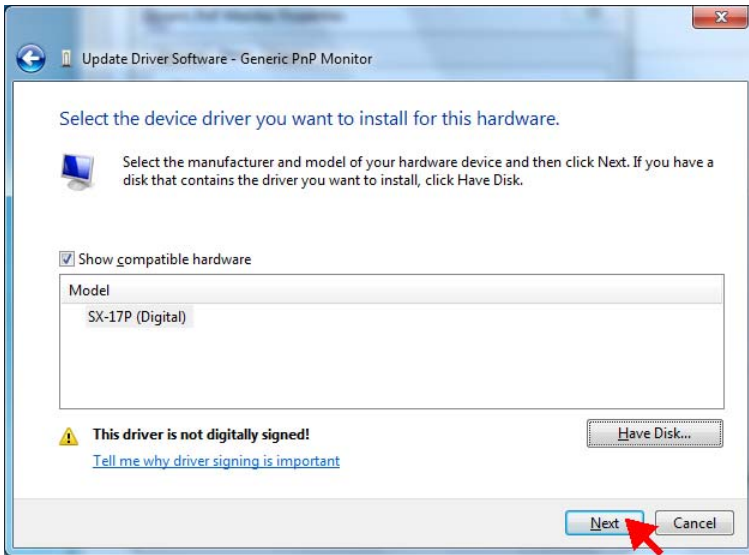 Update Driver Software - Generic PnP Monitor
Select the device driver you want to install for this hardware.
Select the manufacturer and model of your hardware device and then click Next. If you have a
disk that contains the driver you want to install, click Have Disk.
Show compatible hardware
Model
SX-17P (Digital)
This driver is not digitally signed!
Have Disk...
Tell me why driver signing is important
Next
Cancel